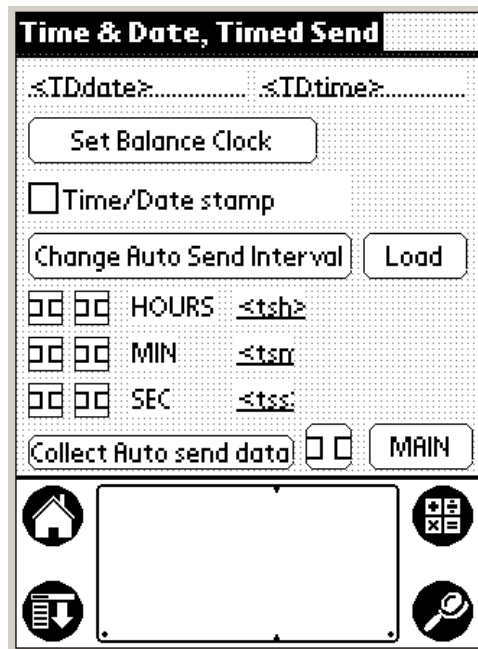 Time & Date, Timed Send
<TDdate> <TDtime>
Set Balance Clock
Time/Date stamp
Change Auto Send Interval Load
HOURS <tsh>
MIN <tsm
SEC <tss>
Collect Auto send data MAIN